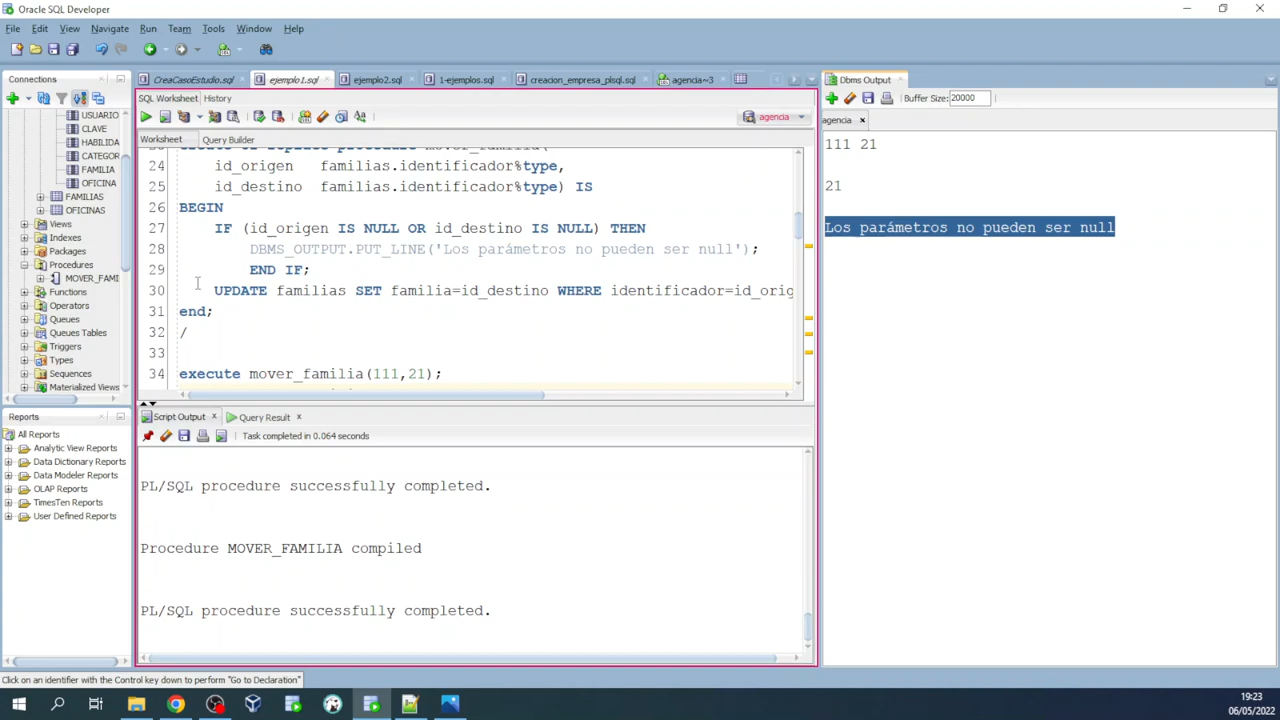 Oracle SQL Developer
File Edit View Navigate Run Team Tools Window Help
Connections
USUARIO
CLAVE
HABILIDA
CATEGOR
FAMILIA
OFICINA
FAMILIAS
OFICINAS
Views
Indexes
Packages
Procedures
MOVER_FAMI
Functions
Operators
Queues
Queues Tables
Triggers
Types
Sequences
Materialized Views
Reports
All Reports
Analytic View Reports
Data Dictionary Reports
Data Modeler Reports
OLAP Reports
TimesTen Reports
User Defined Reports
CreaCasoEstudio.sql ejemplo1.sql ejemplo2.sql 1-ejemplos.sql creacion_empresa_plsql.sql agencia~3
SQL Worksheet History
agencia
Worksheet Query Builder
24 id_origen familias.identificador%type,
25 id_destino familias.identificador%type) IS
26 BEGIN
27 IF (id_origen IS NULL OR id_destino IS NULL) THEN
28 DBMS_OUTPUT.PUT_LINE('Los parámetros no pueden ser null');
29 END IF;
30 UPDATE familias SET familia=id_destino WHERE identificador=id_orig
31 end;
32 /
33
34 execute mover_familia(111,21);
Script Output Query Result
Task completed in 0.064 seconds
PL/SQL procedure successfully completed.
Procedure MOVER_FAMILIA compiled
PL/SQL procedure successfully completed.
Dbms Output
Buffer Size: 20000
agencia
111 21
21
Los parámetros no pueden ser null
Click on an identifier with the Control key down to perform "Go to Declaration"
19:23
06/05/2022